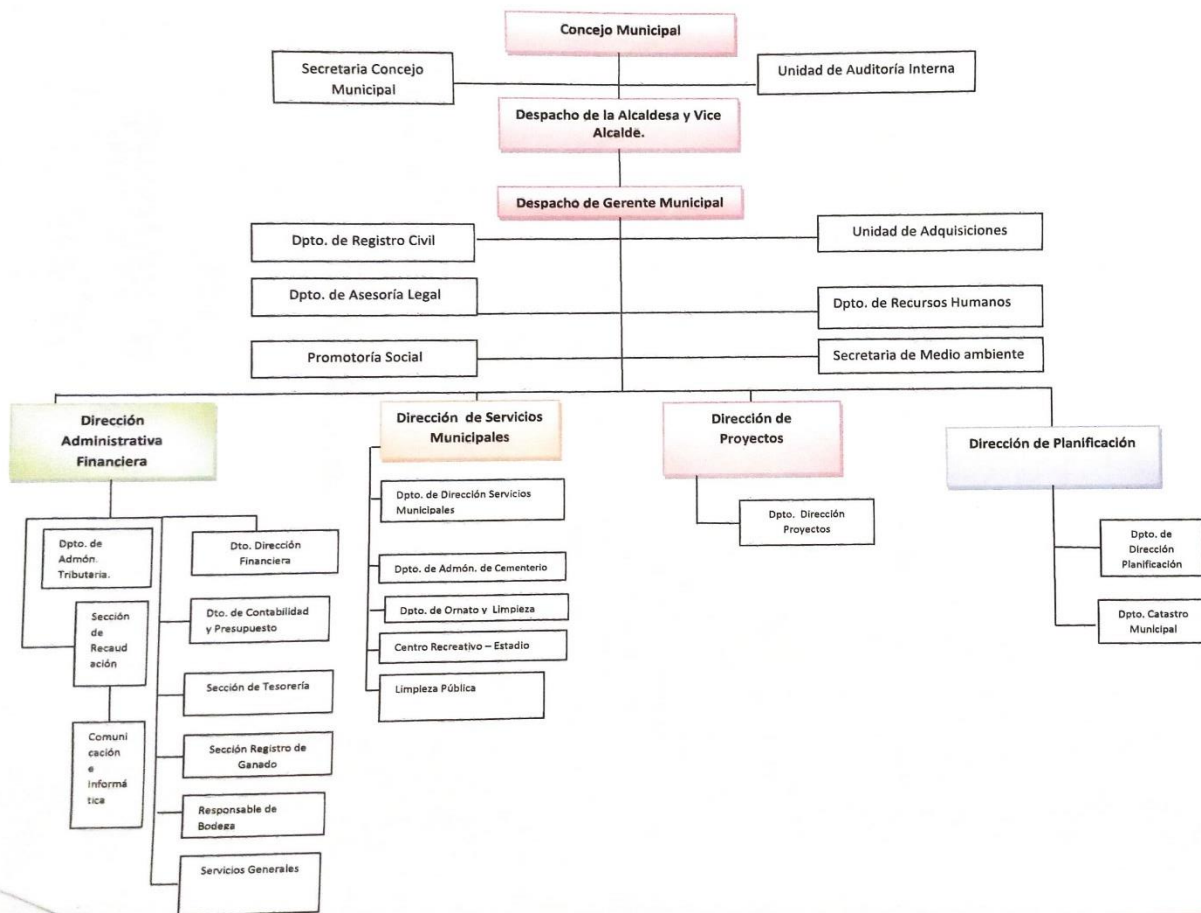 Concejo Municipal
Secretaria Concejo
Municipal
Unidad de Auditoría Interna
Despacho de la Alcaldesa y Vice
Alcalde.
Despacho de Gerente Municipal
Dpto. de Registro Civil
Unidad de Adquisiciones
Dpto. de Asesoría Legal
Dpto. de Recursos Humanos
Promotoría Social
Secretaria de Medio ambiente
Dirección
Administrativa
Financiera
Dirección de Servicios
Municipales
Dirección de
Proyectos
Dirección de Planificación
Dpto. de
Admón.
Tributaria.
Sección
de
Recaud
ación
Comuni
cación
e
Informá
tica
Dto. Dirección
Financiera
Dto. de Contabilidad
y Presupuesto
Sección de Tesorería
Sección Registro de
Ganado
Responsable de
Bodega
Servicios Generales
Dpto. de Dirección Servicios
Municipales
Dpto. de Admón. de Cementerio
Dpto. de Ornato y Limpieza
Centro Recreativo – Estadio
Limpieza Pública
Dpto. Dirección
Proyectos
Dpto. de
Dirección
Planificación
Dpto. Catastro
Municipal